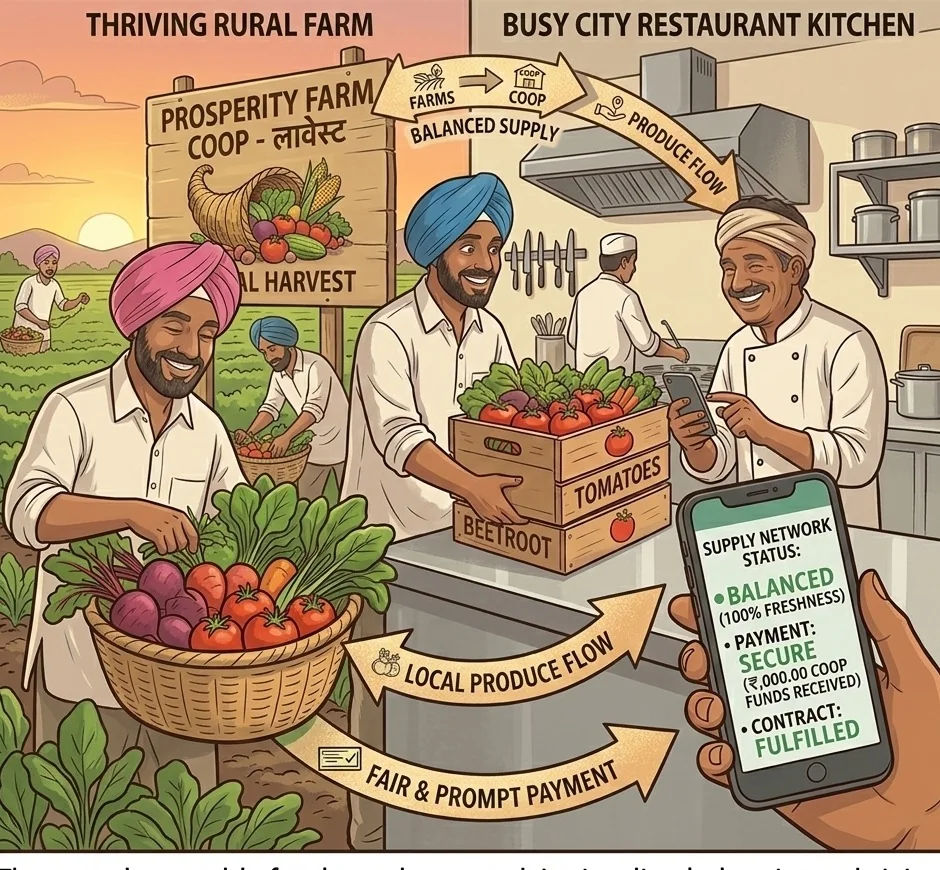 THRIVING RURAL FARM
BUSY CITY RESTAURANT KITCHEN
PROSPERITY FARM
COOP - लावेस्ट
AL HARVEST
FARMS
COOP
COOP
BALANCED SUPPLY
PRODUCE FLOW
TOMATOES
BEETROOT
LOCAL PRODUCE FLOW
FAIR & PROMPT PAYMENT
SUPPLY NETWORK
STATUS:
• BALANCED
(100% FRESHNESS)
• PAYMENT:
SECURE
(₹,000.00 COOP
FUNDS RECEIVED)
• CONTRACT:
FULFILLED